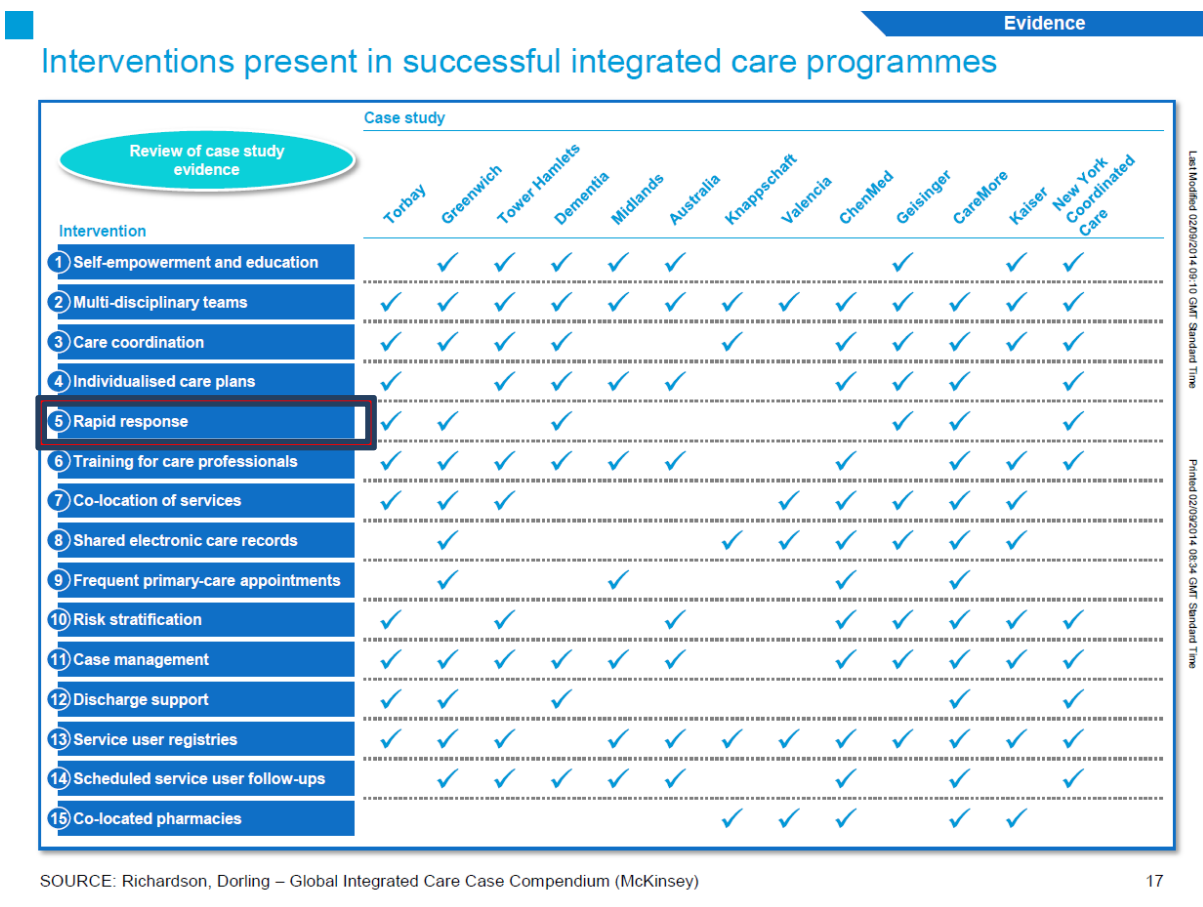 Evidence
Interventions present in successful integrated care programmes
Case study
Review of case study
evidence
Torbay
Greenwich
Tower Hamlets
Dementia
Midlands
Australia
Knappschaft
Valencia
ChenMed
Geisinger
CareMore
Kaiser
New York
Coordinated
Care
Intervention
1 Self-empowerment and education
2 Multi-disciplinary teams
3 Care coordination
4 Individualised care plans
5 Rapid response
6 Training for care professionals
7 Co-location of services
8 Shared electronic care records
9 Frequent primary-care appointments
10 Risk stratification
11 Case management
12 Discharge support
13 Service user registries
14 Scheduled service user follow-ups
15 Co-located pharmacies
Last Modified 02/09/2014 09:10 GMT Standard Time
Printed 02/09/2014 08:34 GMT Standard Time
SOURCE: Richardson, Dorling – Global Integrated Care Case Compendium (McKinsey)
17